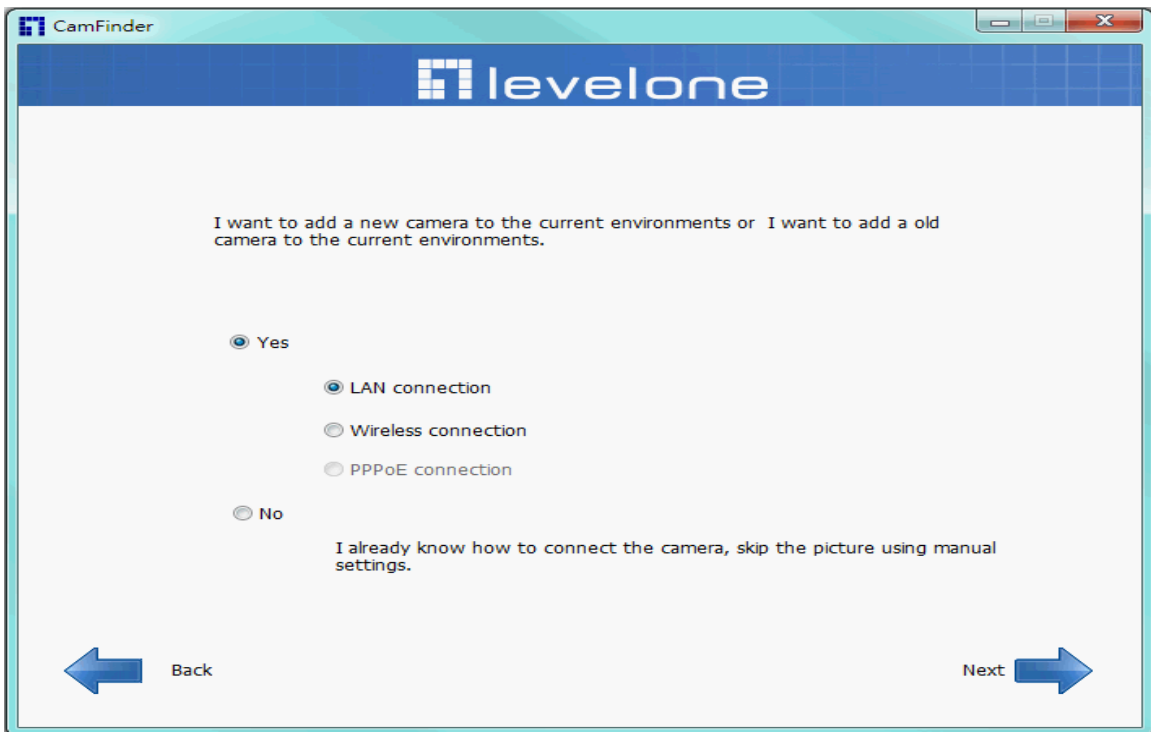 CamFinder
levelone
I want to add a new camera to the current environments or  I want to add a old
camera to the current environments.
Yes
LAN connection
Wireless connection
PPPoE connection
No
I already know how to connect the camera, skip the picture using manual
settings.
Back
Next